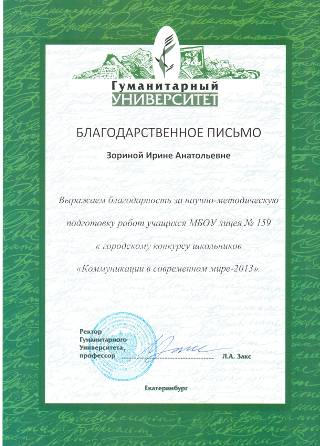 Гуманитарный
УНИВЕРСИТЕТ
БЛАГОДАРСТВЕННОЕ ПИСЬМО
Зориной Ирине Анатольевне
Выражаем благодарность за научно-методическую
подготовку работ учащихся МБОУ лицея № 159
к городскому конкурсу школьников
«Коммуникации в современном мире-2013».
Ректор
Гуманитарного
Университета,
профессор Л.А. Закс
Екатеринбург